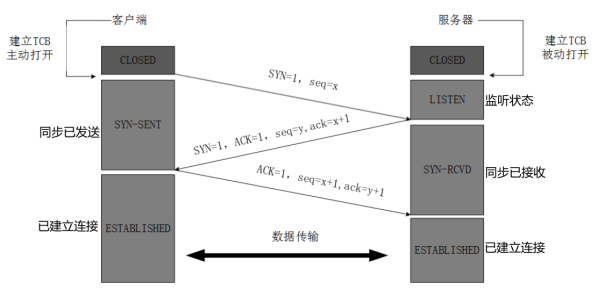 客户端
服务器
建立TCB
主动打开
建立TCB
被动打开
CLOSED
CLOSED
SYN=1, seq=x
LISTEN
监听状态
同步已发送
SYN-SENT
SYN=1, ACK=1, seq=y,ack=x+1
SYN-RCVD
同步已接收
ACK=1, seq=x+1,ack=y+1
已建立连接
ESTABLISHED
数据传输
ESTABLISHED
已建立连接